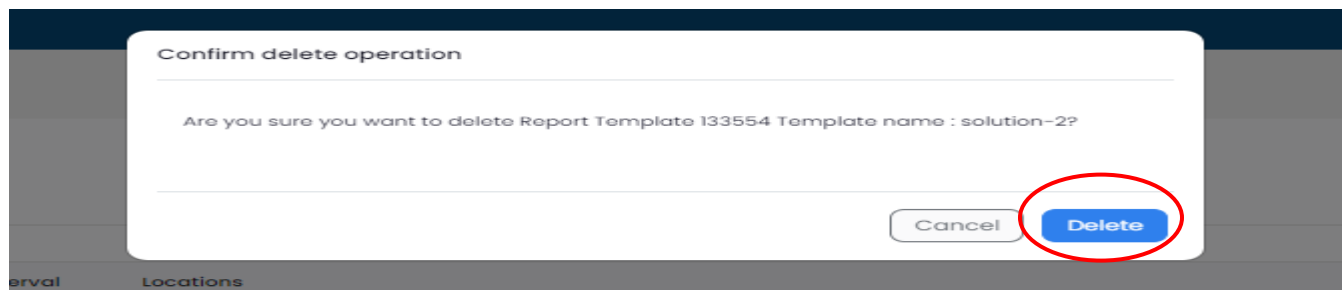 Confirm delete operation
Are you sure you want to delete Report Template 133554 Template name : solution-2?
Cancel Delete
erval Locations